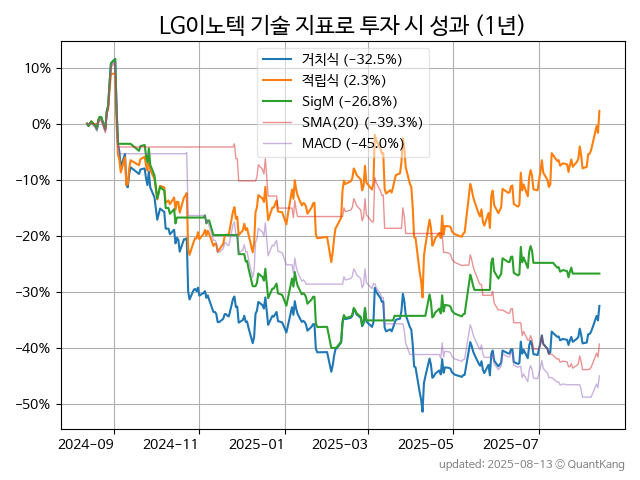 LG이노텍 기술 지표로 투자 시 성과 (1년)
거치식 (−32.5%)
적립식 (2.3%)
SigM (−26.8%)
SMA(20) (−39.3%)
MACD (−45.0%)
10%
0%
−10%
−20%
−30%
−40%
−50%
2024-09 2024-11 2025-01 2025-03 2025-05 2025-07
updated: 2025-08-13 © QuantKang